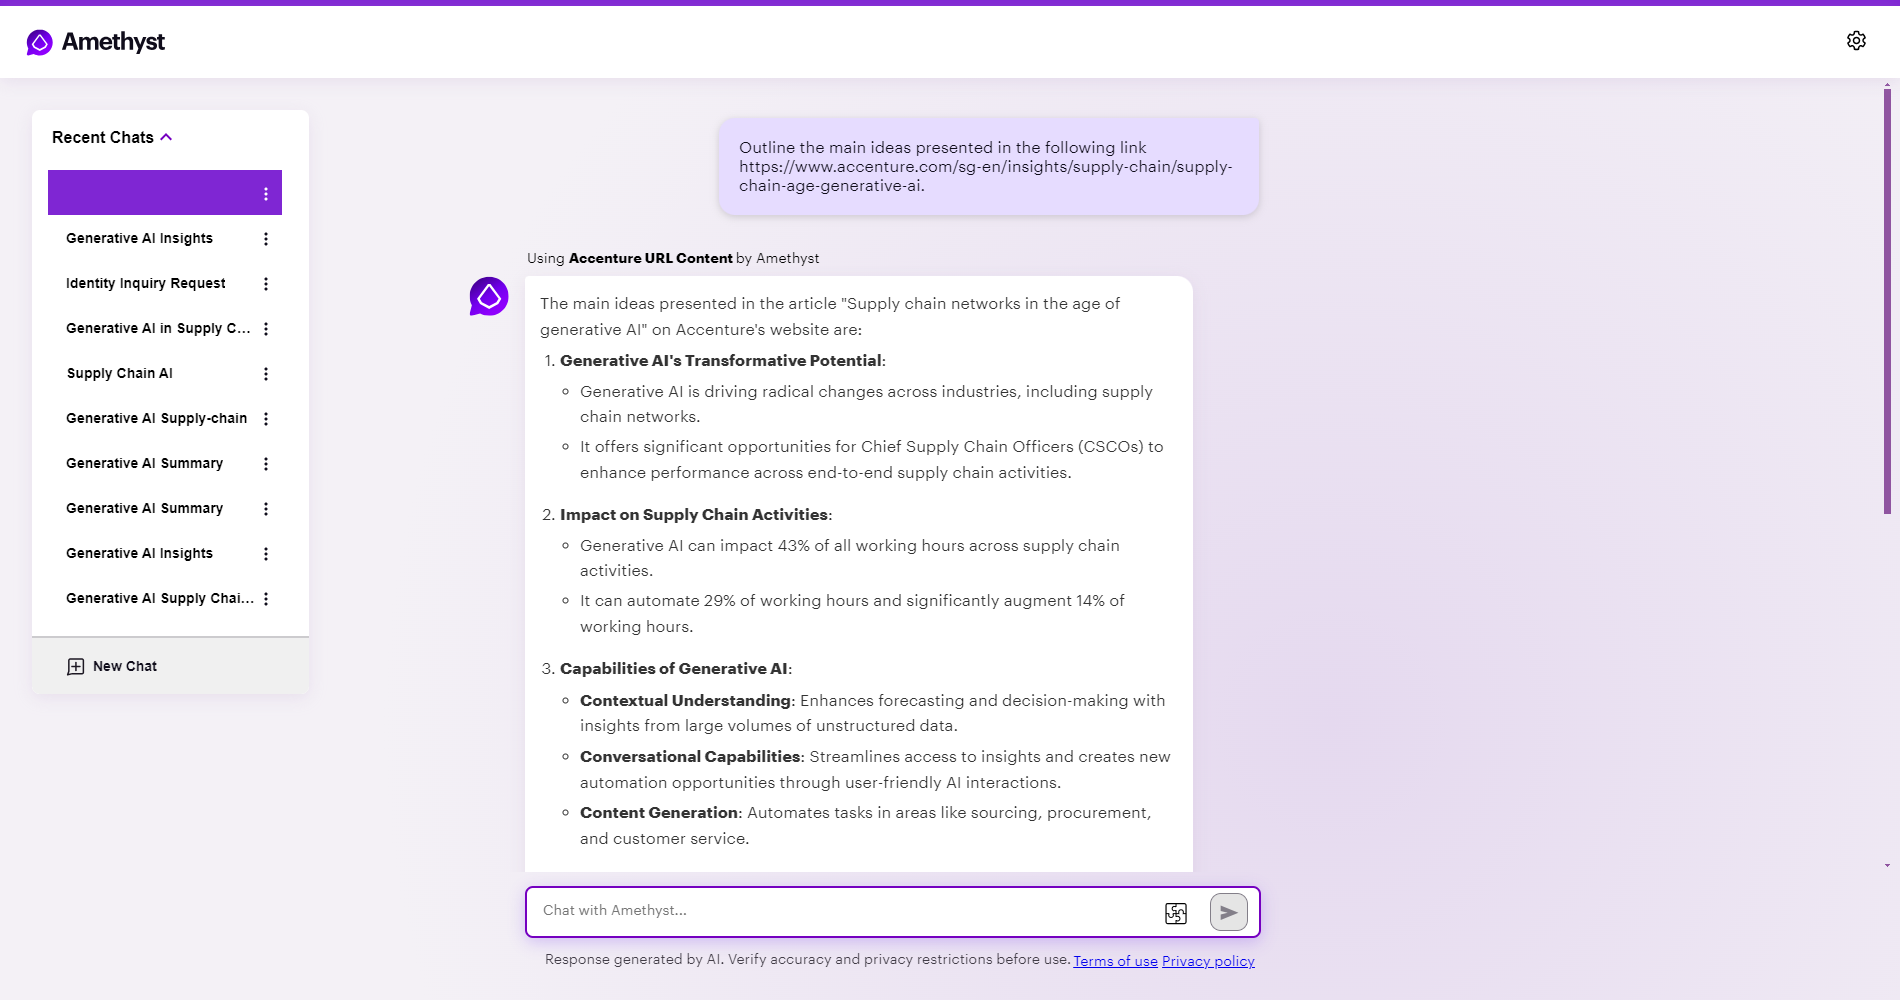 Amethyst
Recent Chats
Generative AI Insights
Identity Inquiry Request
Generative AI in Supply C...
Supply Chain AI
Generative AI Supply-chain
Generative AI Summary
Generative AI Summary
Generative AI Insights
Generative AI Supply Chai...
New Chat
Outline the main ideas presented in the following link
https://www.accenture.com/sg-en/insights/supply-chain/supply-
chain-age-generative-ai.
Using Accenture URL Content by Amethyst
The main ideas presented in the article "Supply chain networks in the age of
generative AI" on Accenture's website are:
1. Generative AI's Transformative Potential:
Generative AI is driving radical changes across industries, including supply
chain networks.
It offers significant opportunities for Chief Supply Chain Officers (CSCOs) to
enhance performance across end-to-end supply chain activities.
2. Impact on Supply Chain Activities:
Generative AI can impact 43% of all working hours across supply chain
activities.
It can automate 29% of working hours and significantly augment 14% of
working hours.
3. Capabilities of Generative AI:
Contextual Understanding: Enhances forecasting and decision-making with
insights from large volumes of unstructured data.
Conversational Capabilities: Streamlines access to insights and creates new
automation opportunities through user-friendly AI interactions.
Content Generation: Automates tasks in areas like sourcing, procurement,
and customer service.
Chat with Amethyst...
Response generated by AI. Verify accuracy and privacy restrictions before use. Terms of use Privacy policy